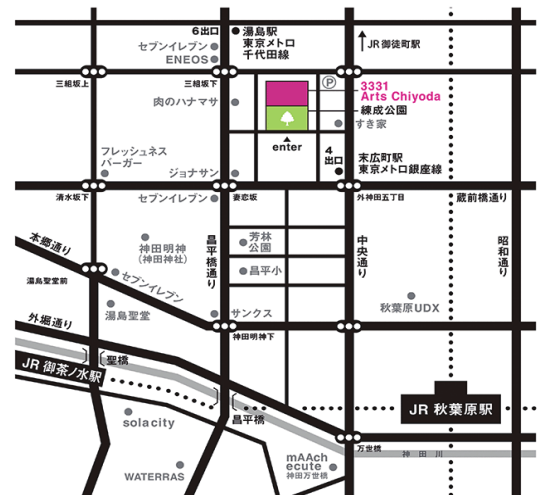 6出口
湯島駅
東京メトロ
千代田線
JR御徒町駅
セブンイレブン
ENEOS
三組坂上
三組坂下
P
3331
Arts Chiyoda
練成公園
肉のハナマサ
すき家
enter
4
出口
末広町駅
東京メトロ銀座線
フレッシュネス
バーガー
ジョナサン
清水坂下
セブンイレブン
妻恋坂
外神田五丁目
蔵前橋通り
本郷通り
神田明神
(神田神社)
昌平橋通り
芳林
公園
昌平小
中央通り
昭和通り
湯島聖堂前
セブンイレブン
湯島聖堂
サンクス
秋葉原UDX
外堀通り
神田明神下
聖橋
JR 御茶ノ水駅
昌平橋
JR 秋葉原駅
solacity
万世橋
神田川
mAAch
ecute
神田万世橋
WATERRAS